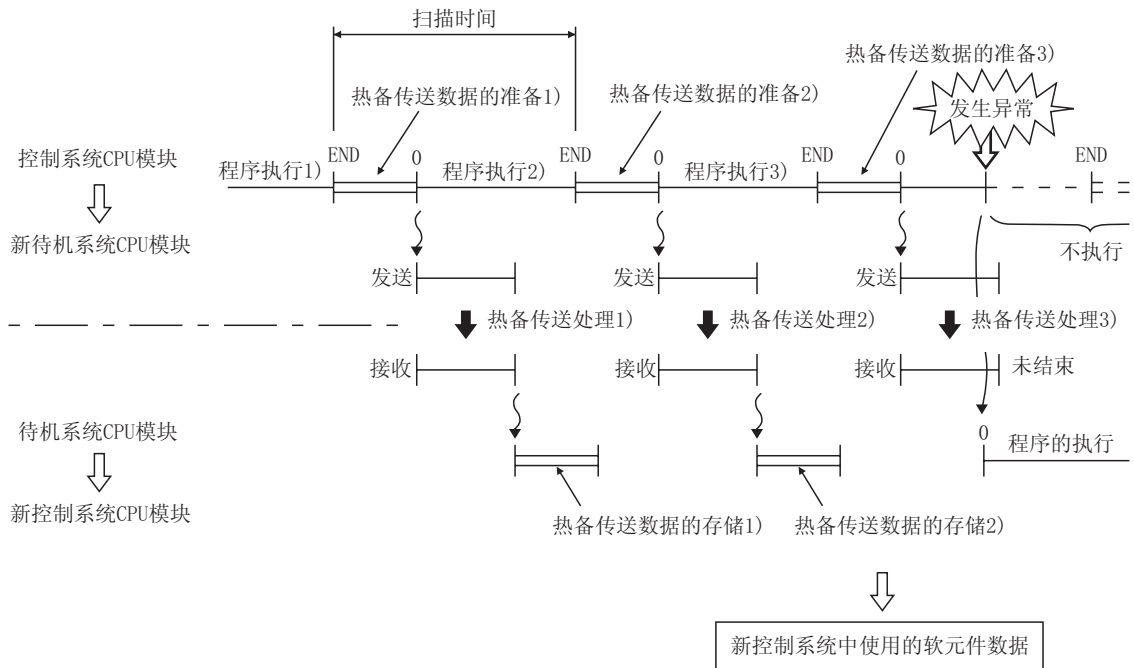 扫描时间
热备传送数据的准备3)
热备传送数据的准备1)
热备传送数据的准备2)
发生异常
控制系统CPU模块
程序执行1)
END
0
程序执行2)
END
0
程序执行3)
END
0
END
新待机系统CPU模块
不执行
发送
发送
发送
热备传送处理1)
热备传送处理2)
热备传送处理3)
接收
接收
接收
未结束
待机系统CPU模块
0
程序的执行
新控制系统CPU模块
热备传送数据的存储1)
热备传送数据的存储2)
新控制系统中使用的软元件数据